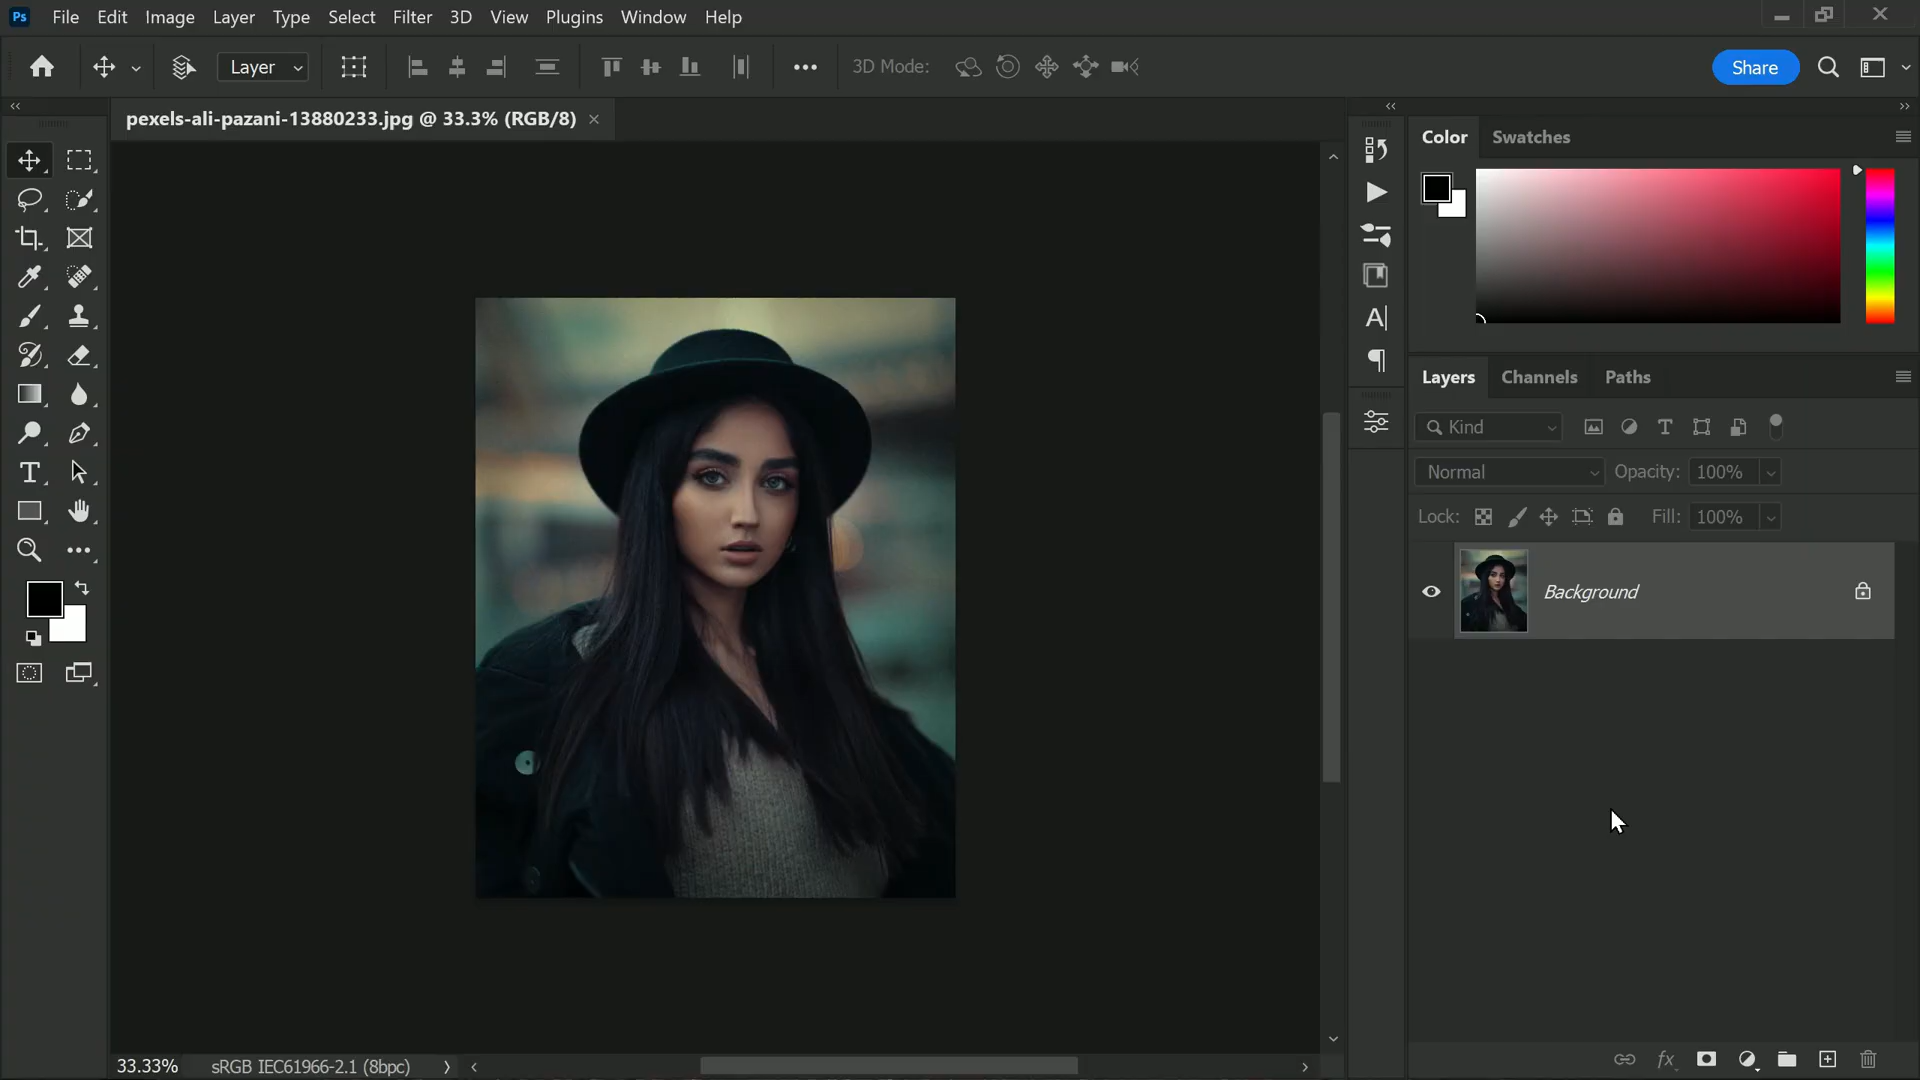 Ps File Edit Image Layer Type Select Filter 3D View Plugins Window Help
Layer 3D Mode: Share
pexels-ali-pazani-13880233.jpg @ 33.3% (RGB/8)
Color Swatches
Layers Channels Paths
Kind
Normal Opacity: 100%
Lock: Fill: 100%
Background
33.33% sRGB IEC61966-2.1 (8bpc)